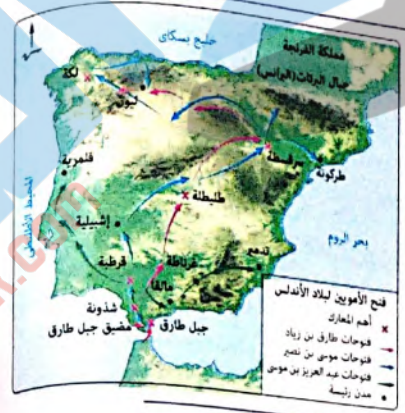 خليج بسكاي
مملكة الفرنجة
جبال البرتات (البرانس)
لكة
ليون
سرقسطة
طركونة
قلمرية
طليطلة
المحيط الأطلسي
إشبيلية
بحر الروم
تدمير
قرطبة
غرناطة
مالقا
شذونة
جبل طارق
مضيق جبل طارق
فتح الأمويين لبلاد الأندلس
أهم المعارك
فتوحات طارق بن زياد
فتوحات موسى بن نصير
فتوحات عبد العزيز بن موسى
مدن رئيسة